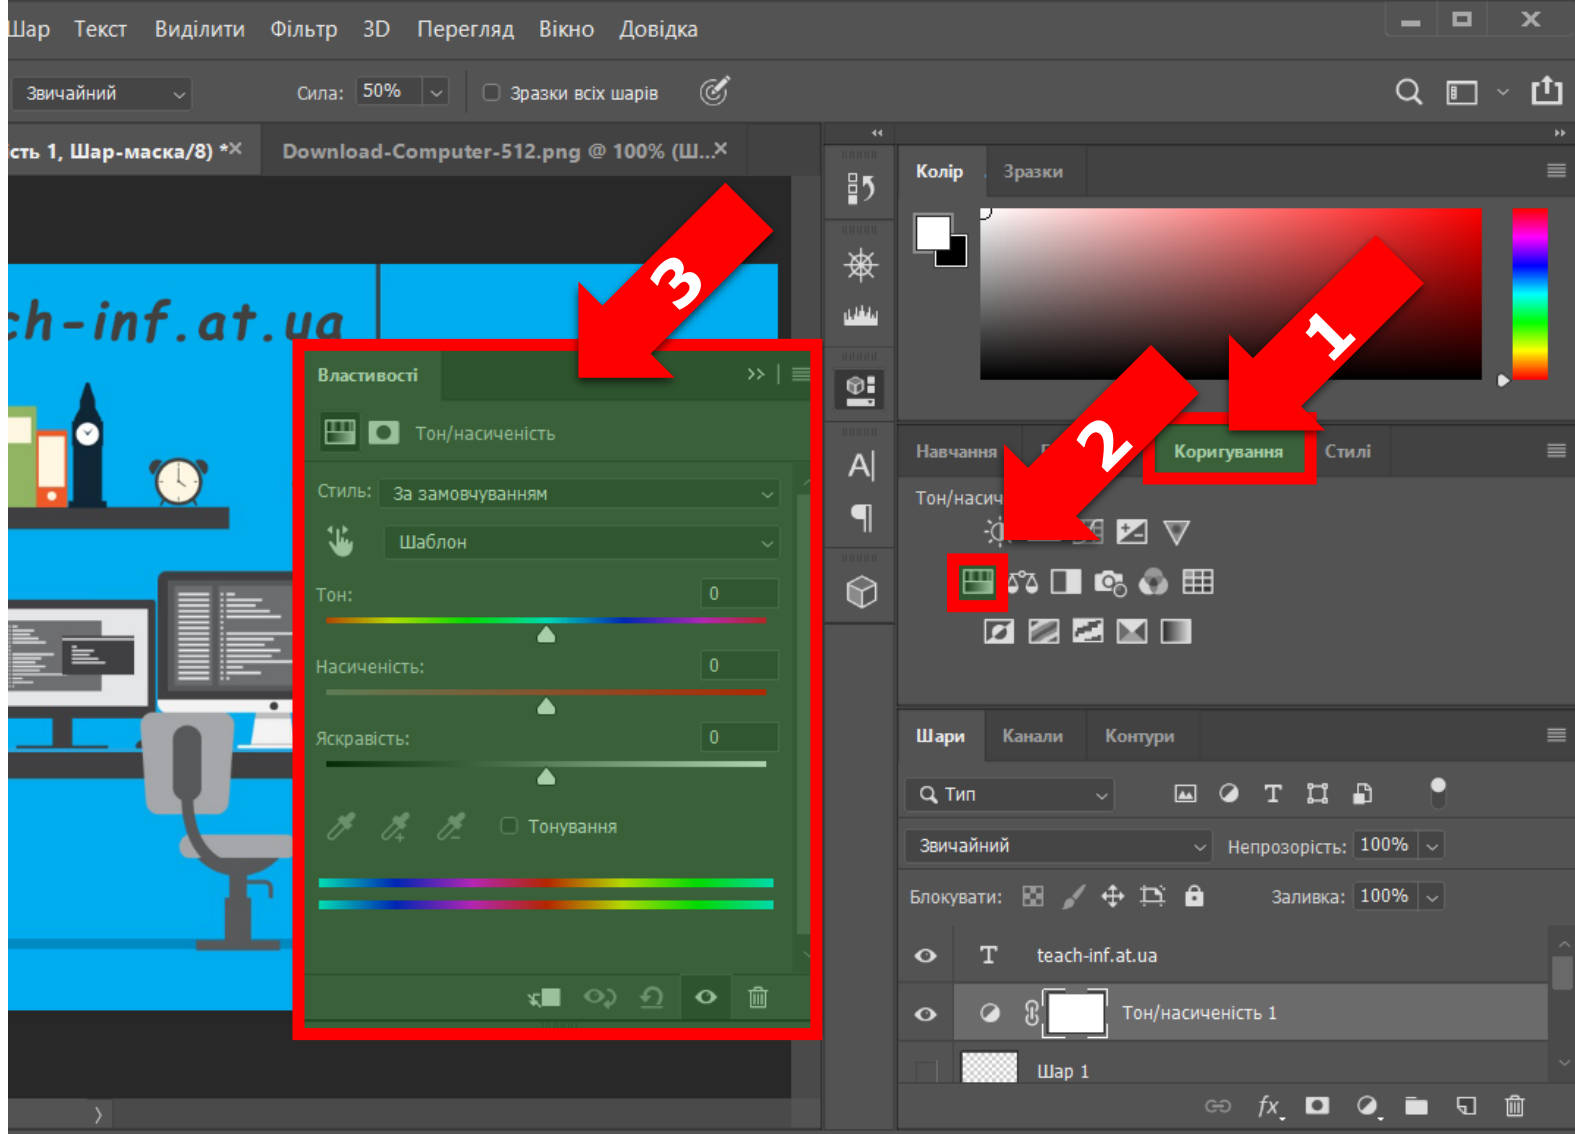 Шар Текст Виділити Фільтр 3D Перегляд Вікно Довідка
Звичайний Сила: 50% Зразки всіх шарів
сть 1, Шар-маска/8) * Download-Computer-512.png @ 100% (Ш...
Колір Зразки
3
ch-inf.at.ua
1
Властивості
2
Навчання Коригування Стилі
Тон/насиченість
Тон/насич
Стиль: За замовчуванням
Шаблон
Тон: 0
Насиченість: 0
Яскравість: 0
Тонування
Шари Канали Контури
Тип
Звичайний Непрозорість: 100%
Блокувати: Заливка: 100%
teach-inf.at.ua
Тон/насиченість 1
Шар 1
fx